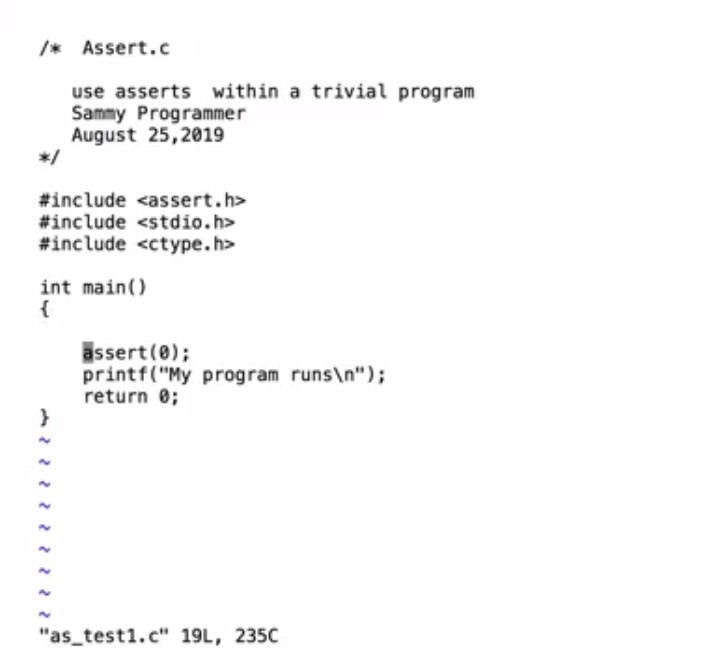 /*  Assert.c
use asserts  within a trivial program
Sammy Programmer
August 25,2019
*/
#include <assert.h>
#include <stdio.h>
#include <ctype.h>
int main()
{
assert(0);
printf("My program runs\n");
return 0;
}
~
~
~
~
~
~
~
~
~
"as_test1.c" 19L, 235C